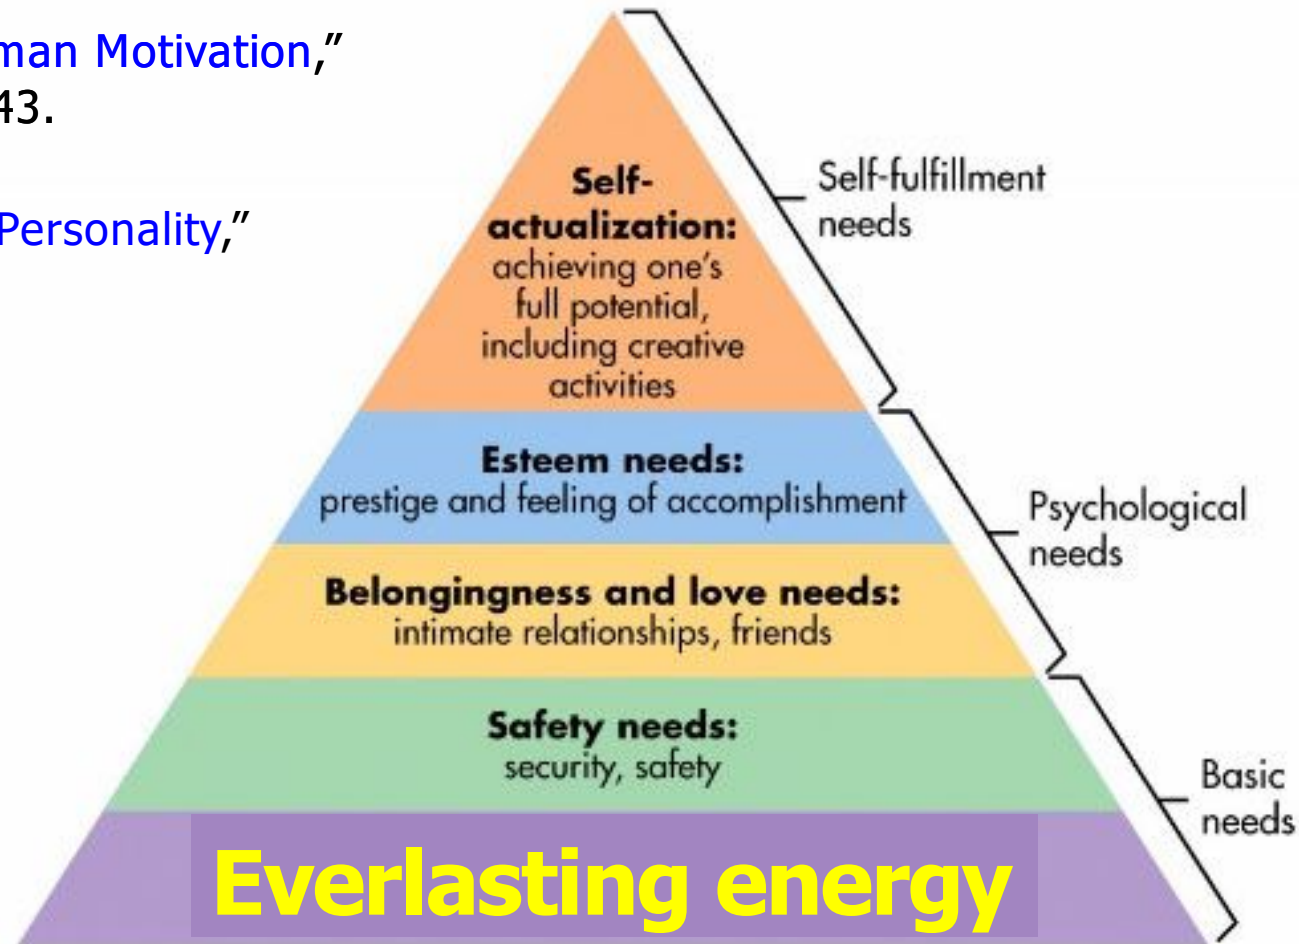 man Motivation,”
43.
Personality,”
Self-
actualization:
achieving one’s
full potential,
including creative
activities
Self-fulfillment
needs
Esteem needs:
prestige and feeling of accomplishment
Psychological
needs
Belongingness and love needs:
intimate relationships, friends
Safety needs:
security, safety
Basic
needs
Everlasting energy